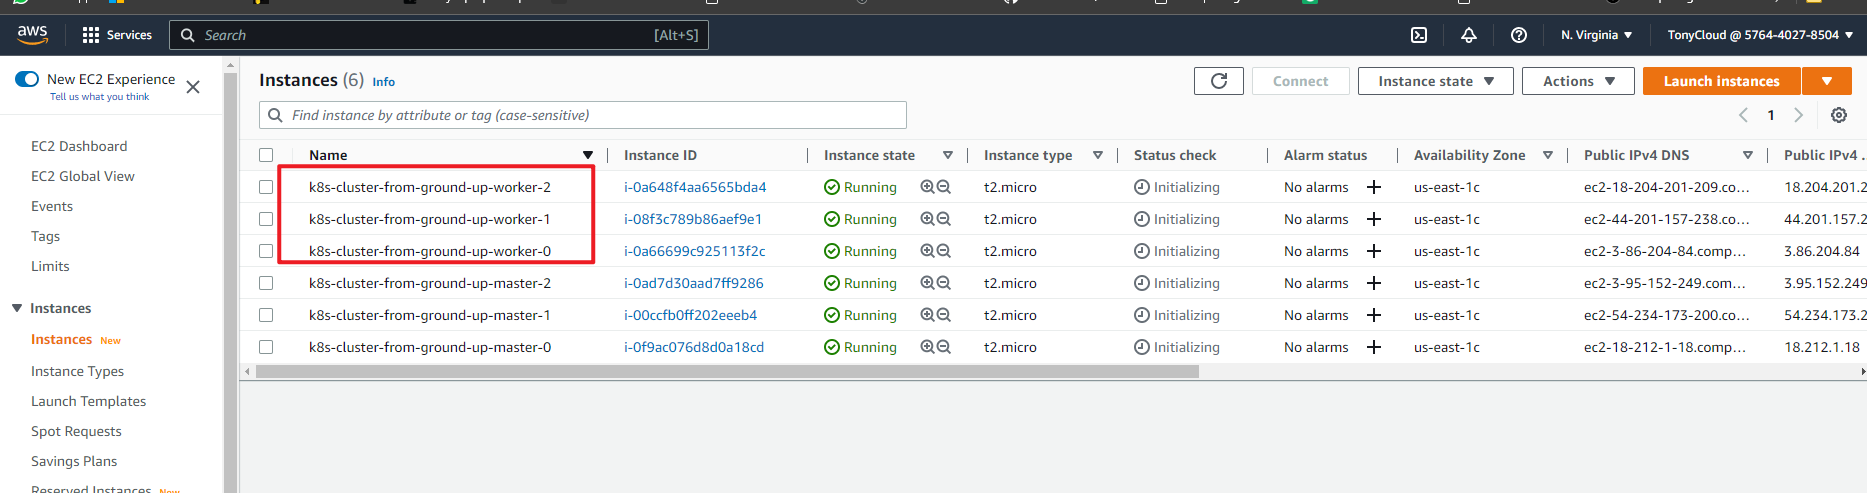 aws Services Search [Alt+S] N. Virginia TonyCloud @ 5764-4027-8504
New EC2 Experience
Tell us what you think
EC2 Dashboard
EC2 Global View
Events
Tags
Limits
Instances
Instances New
Instance Types
Launch Templates
Spot Requests
Savings Plans
Reserved Instances New
Instances (6) Info Connect Instance state Actions Launch instances
Find instance by attribute or tag (case-sensitive) 1
Name Instance ID Instance state Instance type Status check Alarm status Availability Zone Public IPv4 DNS Public IPv4 ...
k8s-cluster-from-ground-up-worker-2 i-0a648f4aa6565bda4 Running t2.micro Initializing No alarms us-east-1c ec2-18-204-201-209.co... 18.204.201.2
k8s-cluster-from-ground-up-worker-1 i-08f3c789b86aef9e1 Running t2.micro Initializing No alarms us-east-1c ec2-44-201-157-238.co... 44.201.157.2
k8s-cluster-from-ground-up-worker-0 i-0a66699c925113f2c Running t2.micro Initializing No alarms us-east-1c ec2-3-86-204-84.comp... 3.86.204.84
k8s-cluster-from-ground-up-master-2 i-0ad7d30aad7ff9286 Running t2.micro Initializing No alarms us-east-1c ec2-3-95-152-249.com... 3.95.152.249
k8s-cluster-from-ground-up-master-1 i-00ccfb0ff202eeeb4 Running t2.micro Initializing No alarms us-east-1c ec2-54-234-173-200.co... 54.234.173.2
k8s-cluster-from-ground-up-master-0 i-0f9ac076d8d0a18cd Running t2.micro Initializing No alarms us-east-1c ec2-18-212-1-18.comp... 18.212.1.18